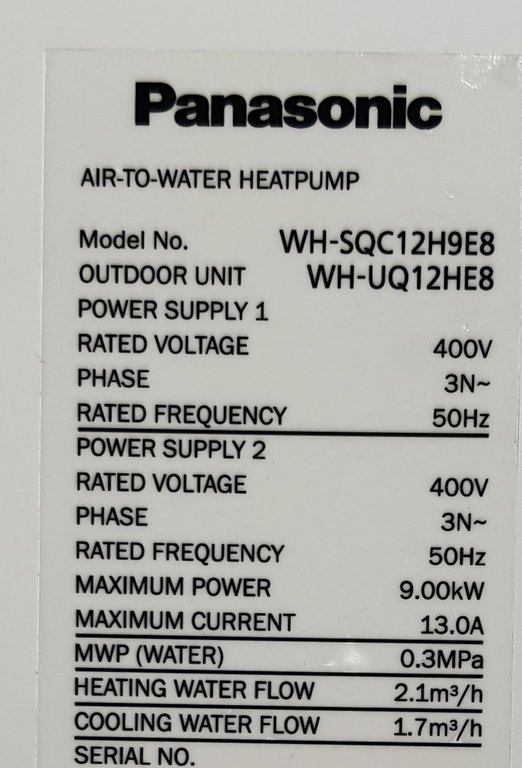 Panasonic
AIR-TO-WATER HEATPUMP
Model No. WH-SQC12H9E8
OUTDOOR UNIT WH-UQ12HE8
POWER SUPPLY 1
RATED VOLTAGE 400V
PHASE 3N~
RATED FREQUENCY 50Hz
POWER SUPPLY 2
RATED VOLTAGE 400V
PHASE 3N~
RATED FREQUENCY 50Hz
MAXIMUM POWER 9.00kW
MAXIMUM CURRENT 13.0A
MWP (WATER) 0.3MPa
HEATING WATER FLOW 2.1m³/h
COOLING WATER FLOW 1.7m³/h
SERIAL NO.